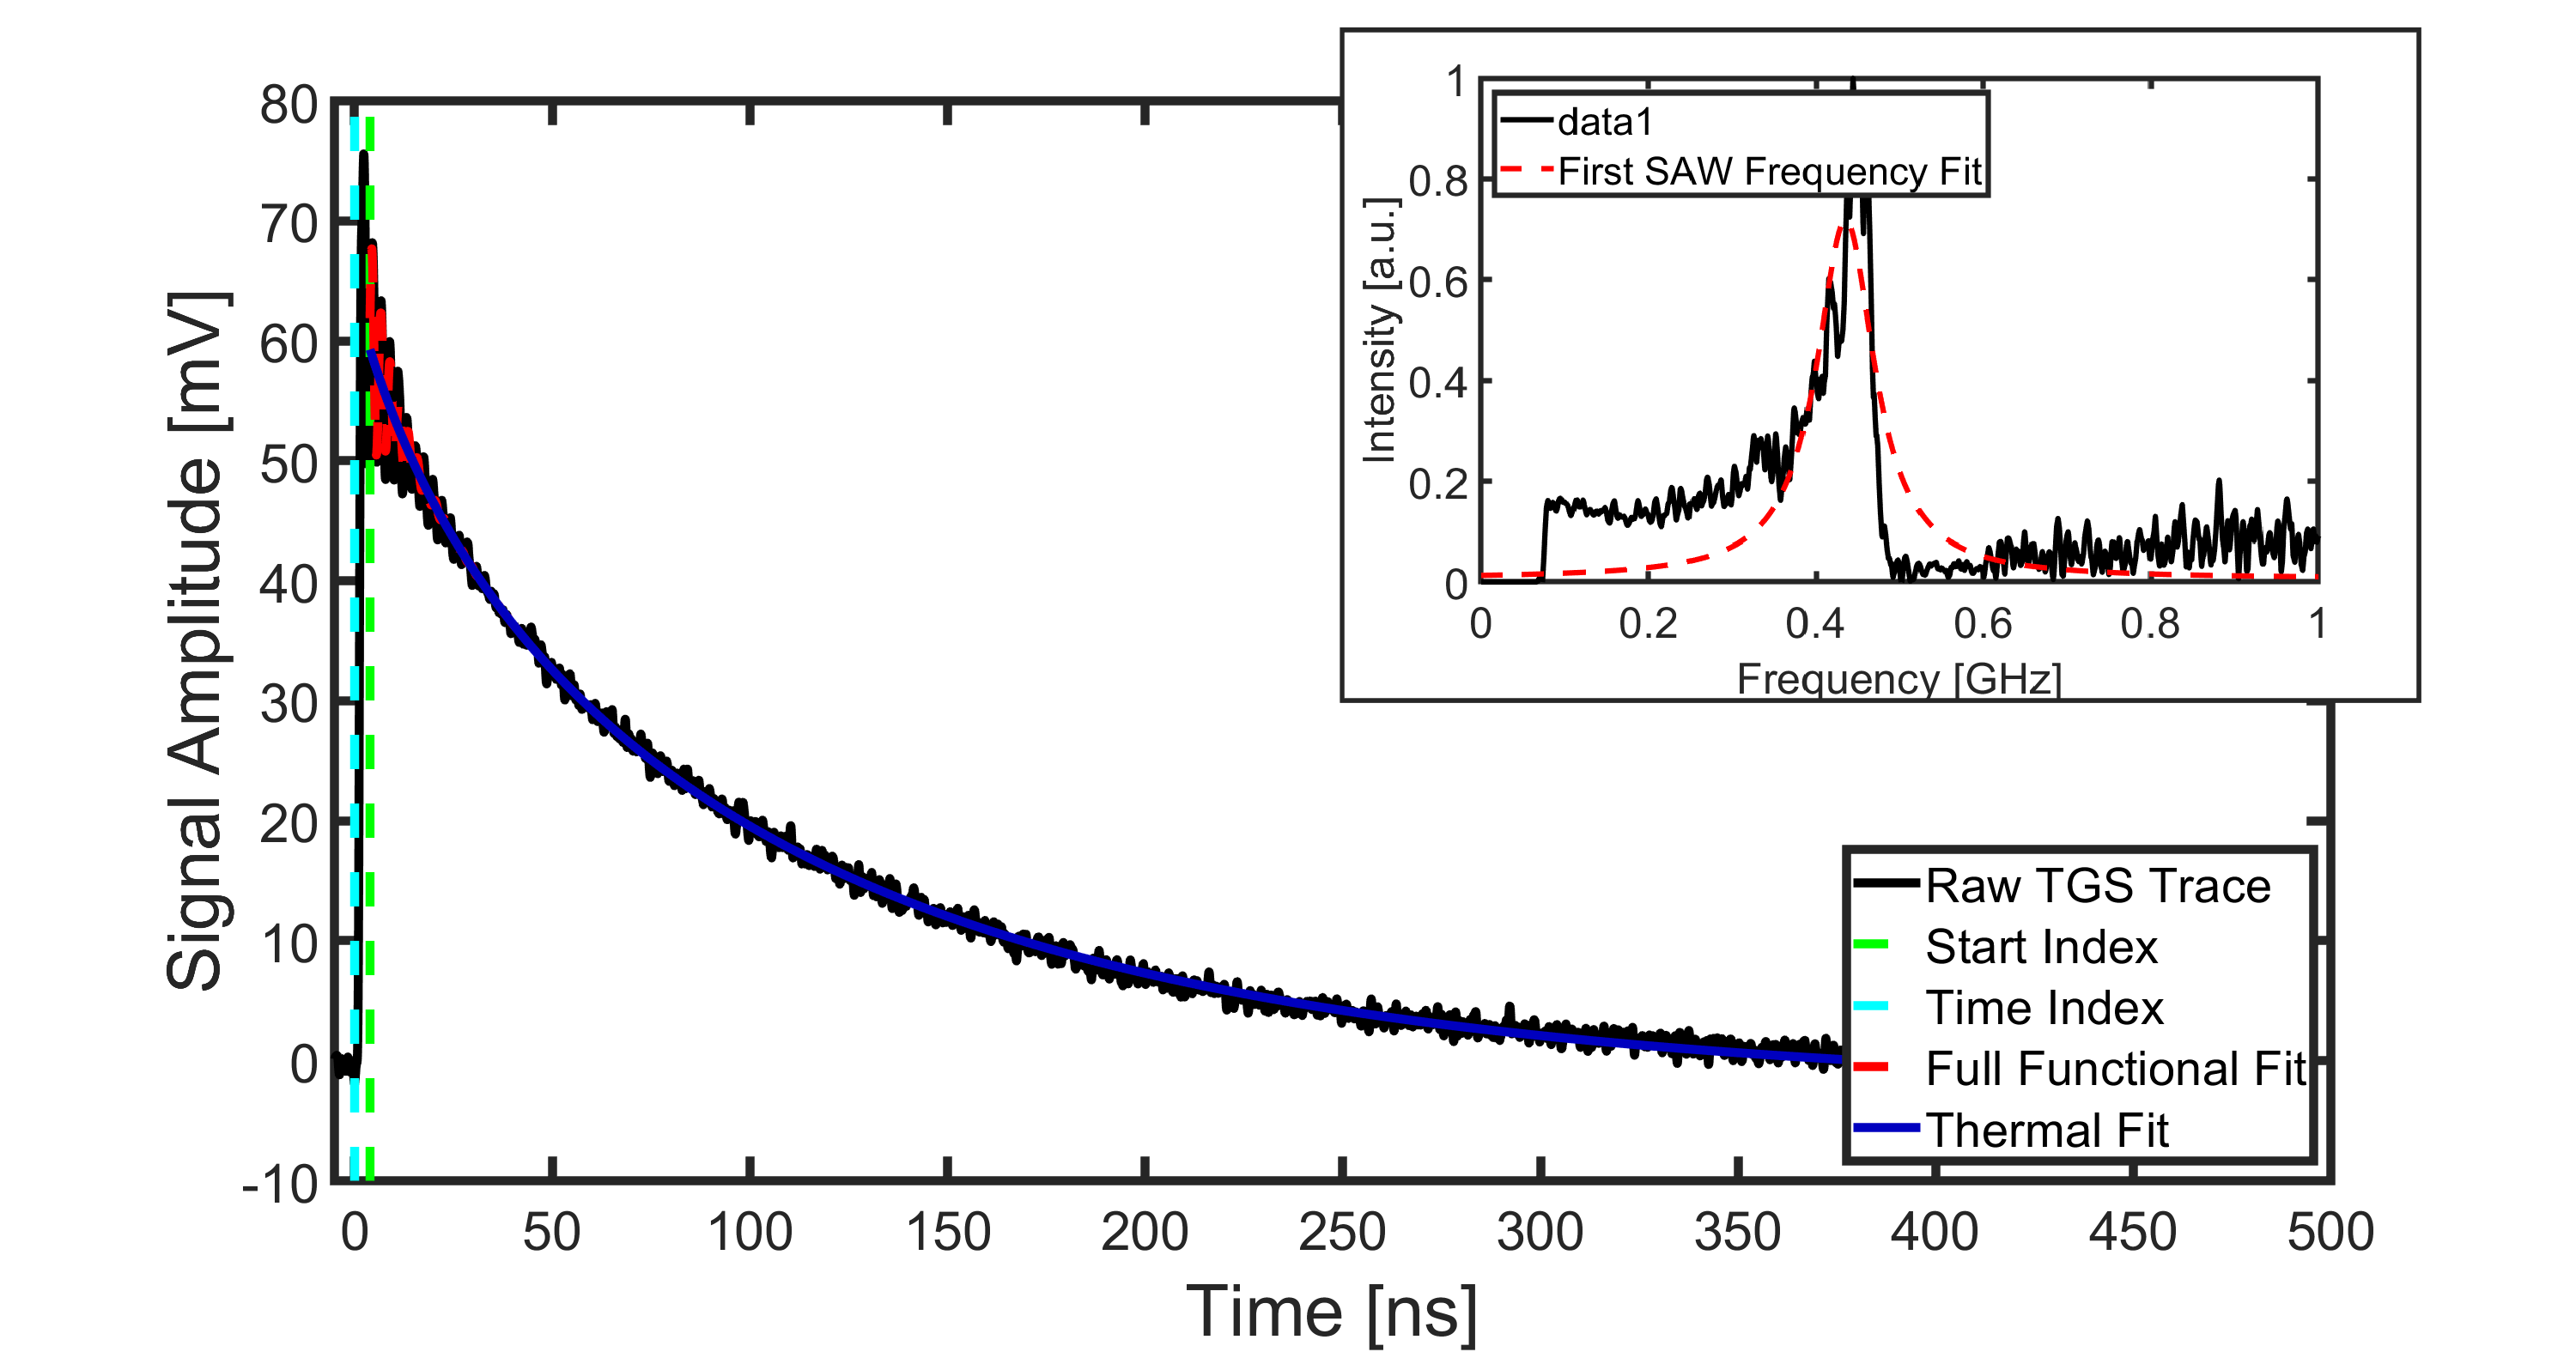 80
70
60
50
40
30
20
10
0
-10
Signal Amplitude [mV]
0 50 100 150 200 250 300 350 400 450 500
Time [ns]
1
0.8
0.6
0.4
0.2
0
Intensity [a.u.]
data1
First SAW Frequency Fit
0 0.2 0.4 0.6 0.8 1
Frequency [GHz]
Raw TGS Trace
Start Index
Time Index
Full Functional Fit
Thermal Fit